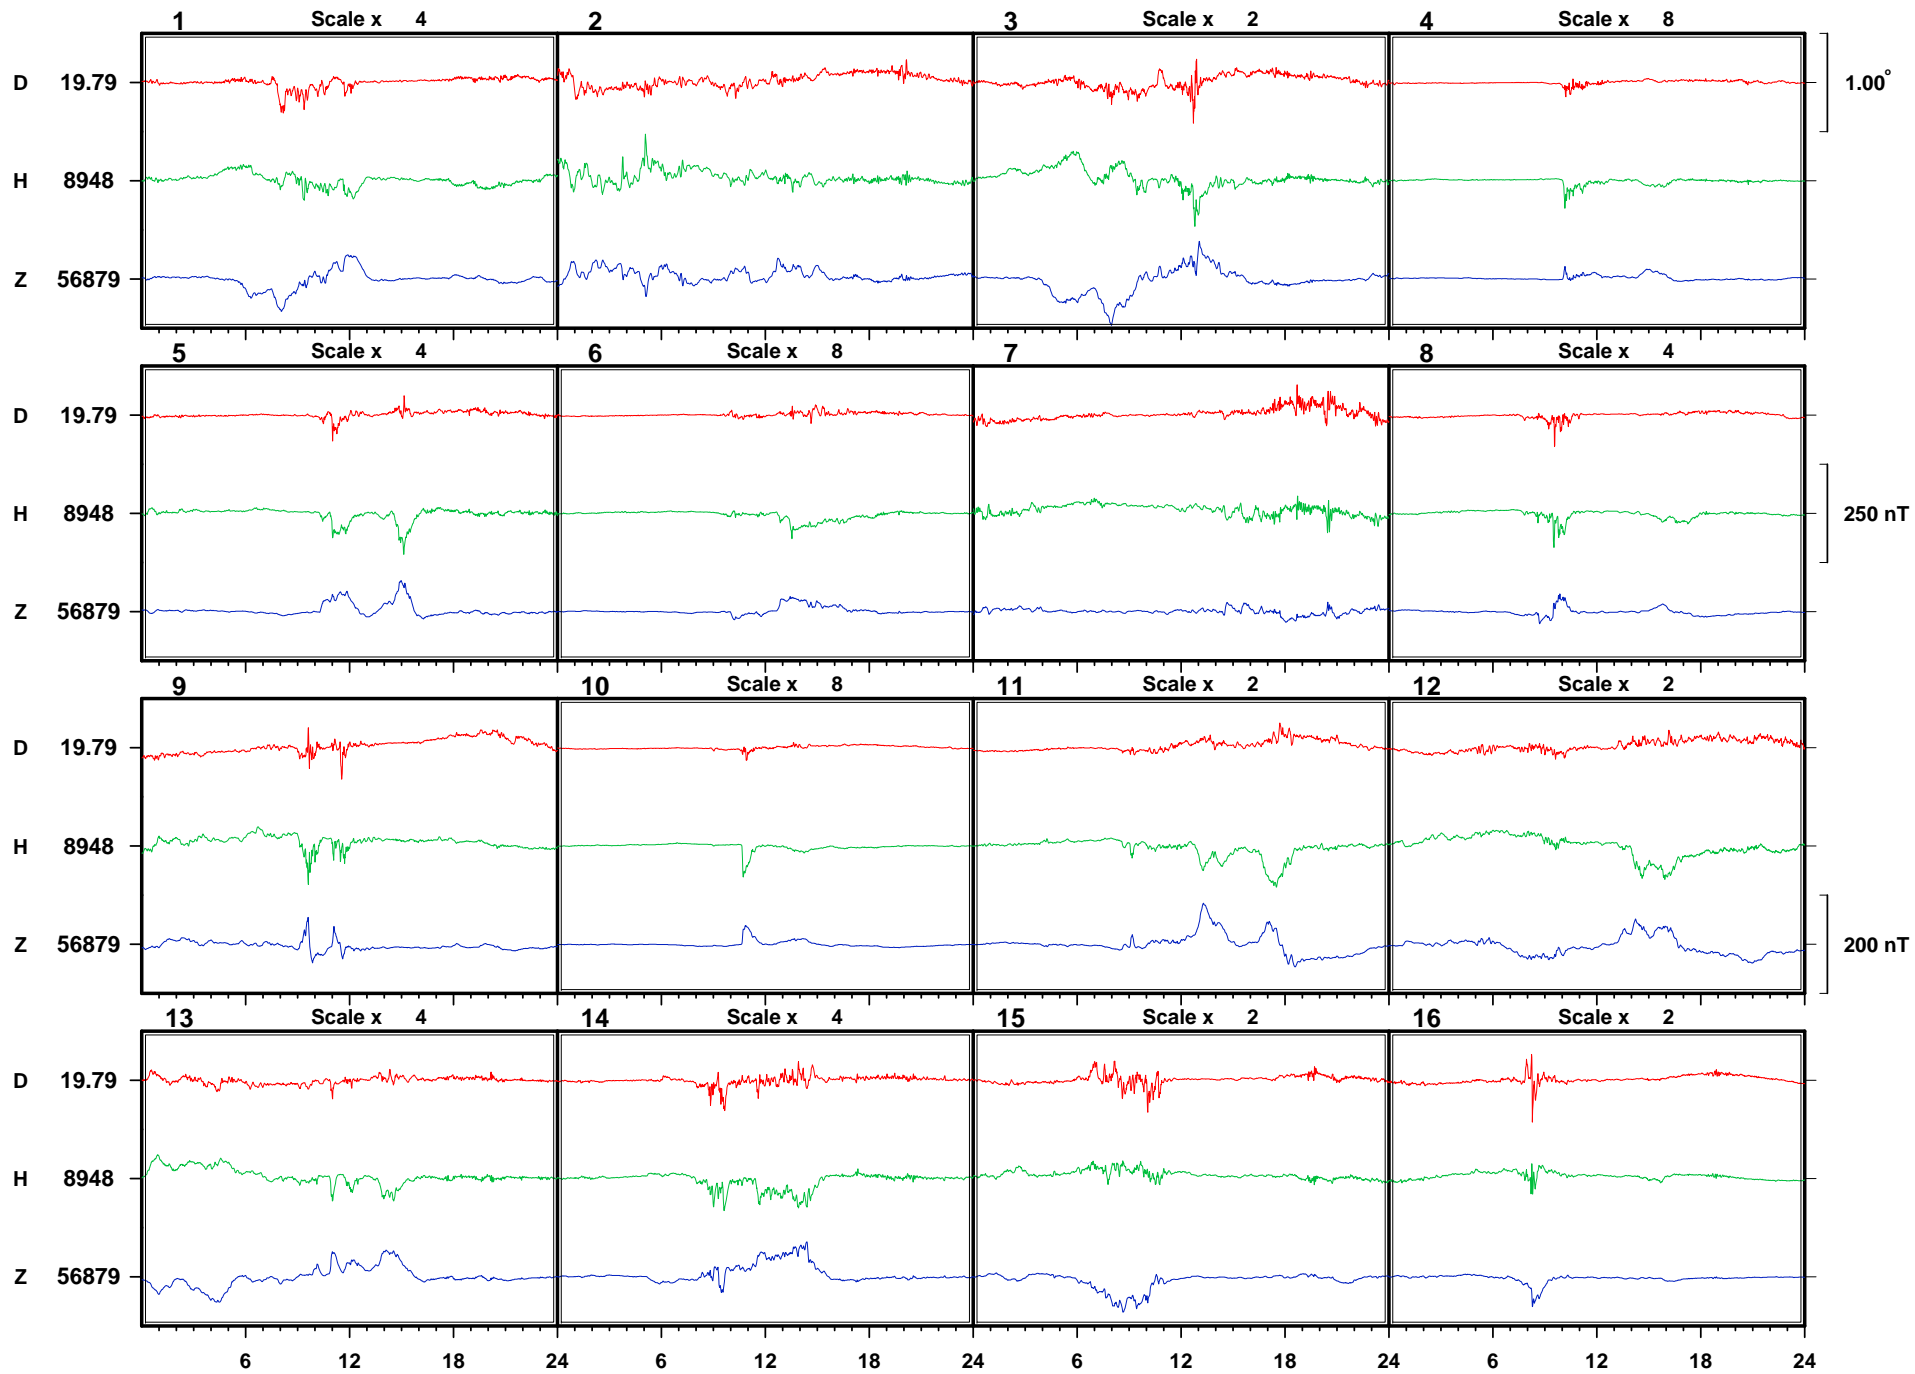 1 Scale x 4 2 3 Scale x 2 4 Scale x 8
D 19.79 1.00°
H 8948
Z 56879
5 Scale x 4 6 Scale x 8 7 8 Scale x 4
D 19.79
H 8948 250 nT
Z 56879
9 10 Scale x 8 11 Scale x 2 12 Scale x 2
D 19.79
H 8948
Z 56879 200 nT
13 Scale x 4 14 Scale x 4 15 Scale x 2 16 Scale x 2
D 19.79
H 8948
Z 56879
6 12 18 24 6 12 18 24 6 12 18 24 6 12 18 24